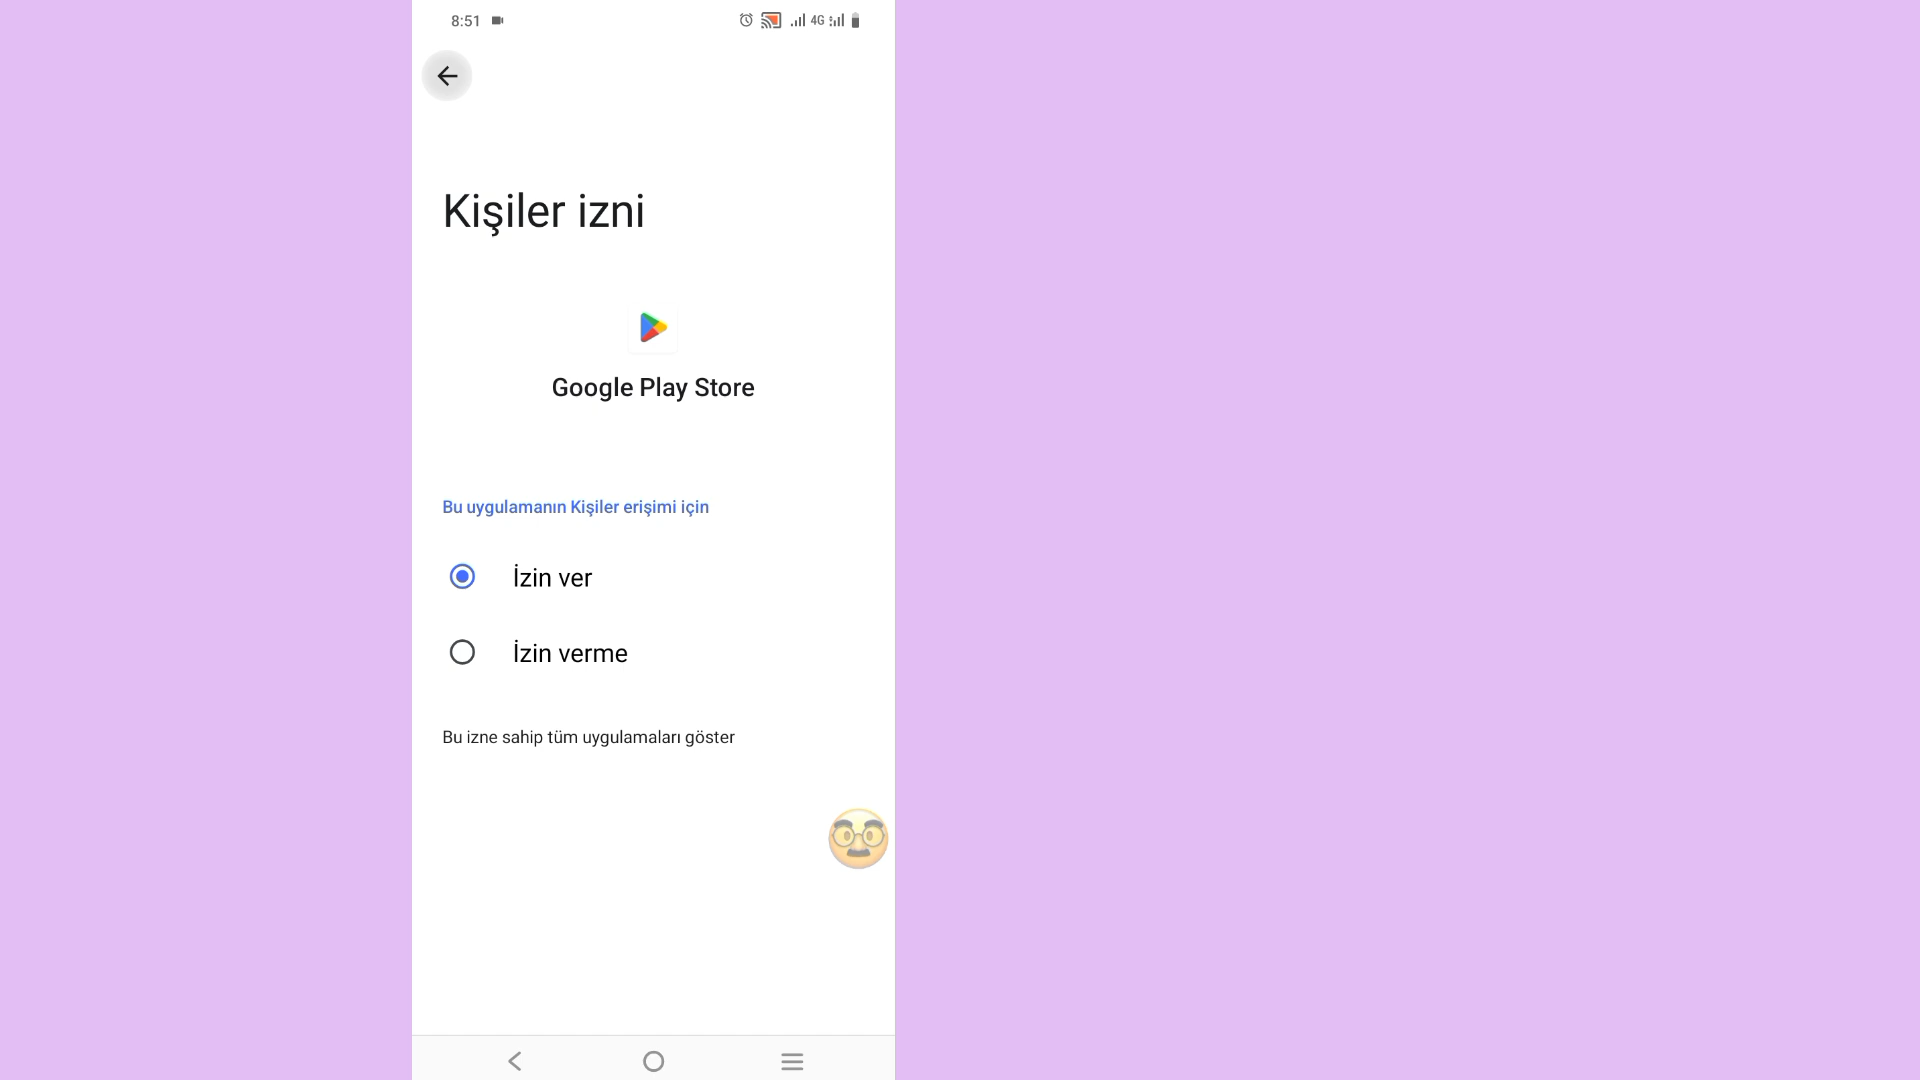 8:51
4G
Kişiler izni
Google Play Store
Bu uygulamanın Kişiler erişimi için
İzin ver
İzin verme
Bu izne sahip tüm uygulamaları göster